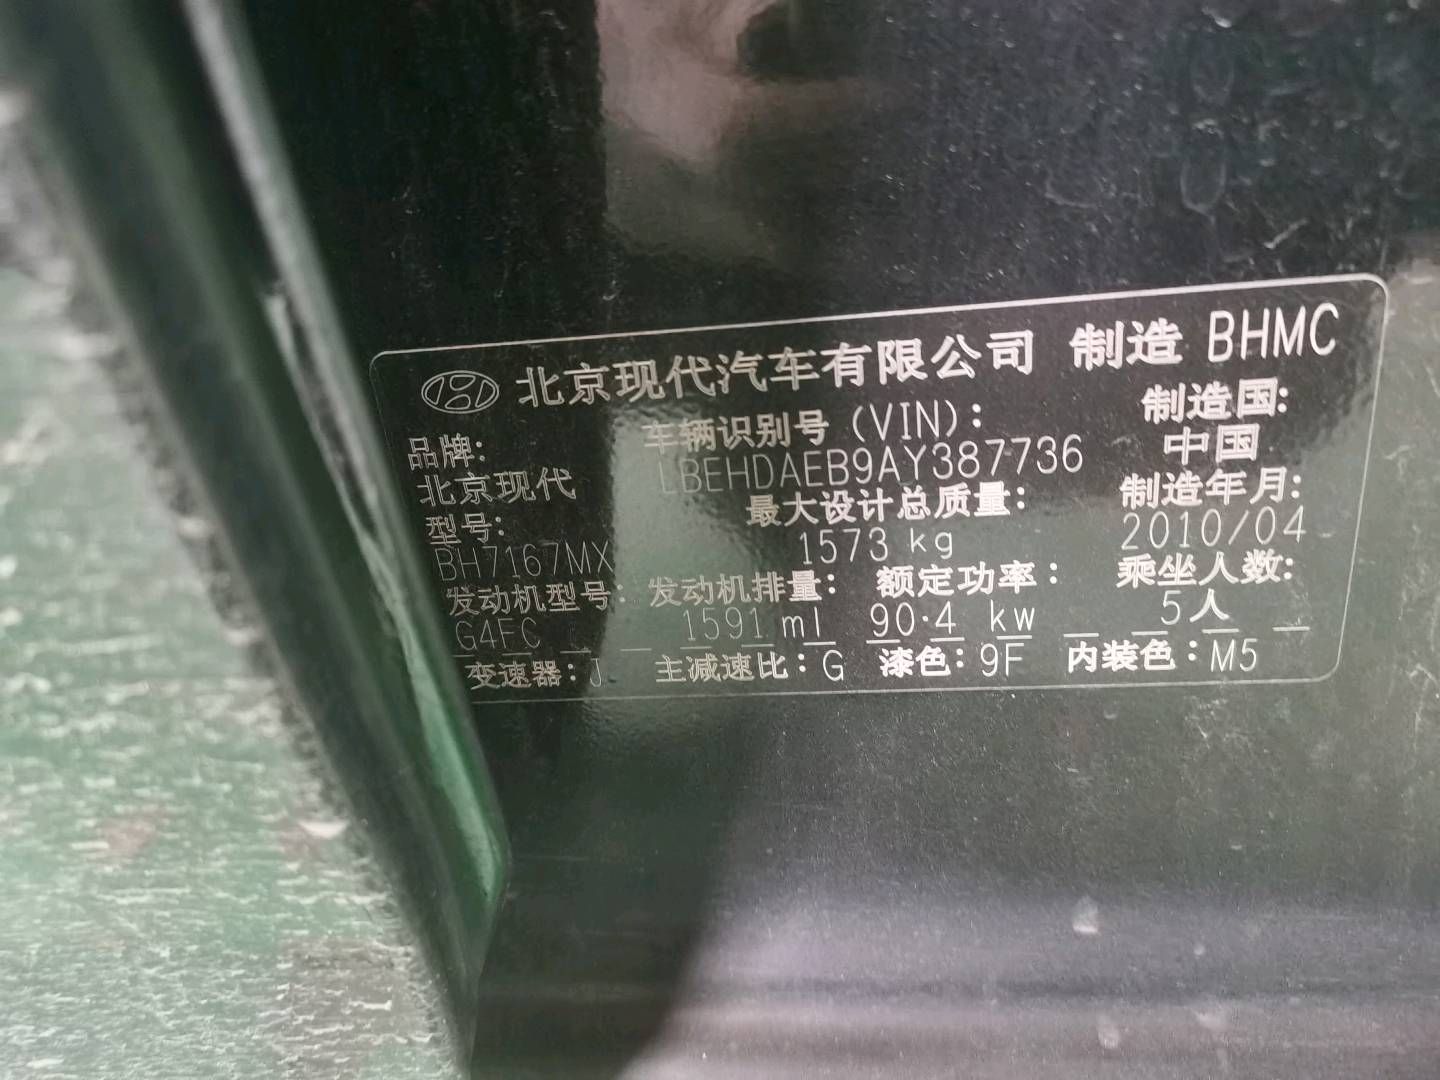 北京现代汽车有限公司 制造 BHMC
品牌: 车辆识别号 (VIN): 制造国:
北京现代 LBEHDAEB9AY387736 中国
型号: 最大设计总质量: 制造年月:
BH7167MX 1573 kg 2010/04
发动机型号: 发动机排量: 额定功率: 乘坐人数:
G4FC 1591 ml 90.4 kw 5人
变速器: J 主减速比: G 漆色: 9F 内装色: M5